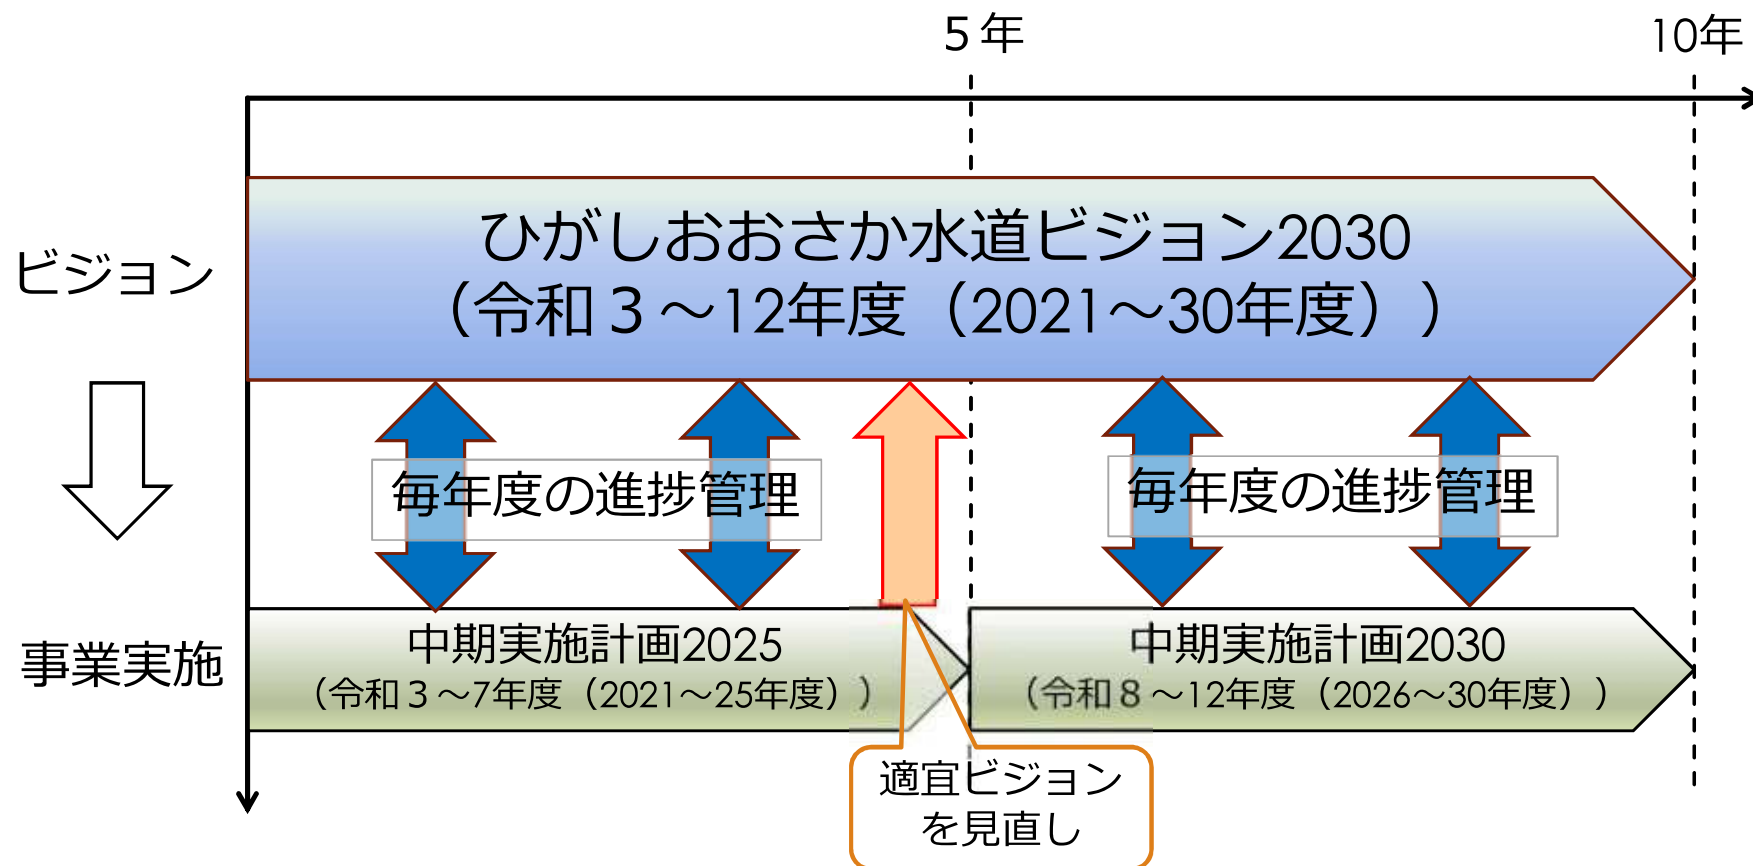 ５年
10年
ビジョン
ひがしおおさか水道ビジョン2030
（令和３～12年度（2021～30年度））
毎年度の進捗管理
毎年度の進捗管理
事業実施
中期実施計画2025
（令和３～7年度（2021～25年度））
中期実施計画2030
（令和８～12年度（2026～30年度））
適宜ビジョン
を見直し